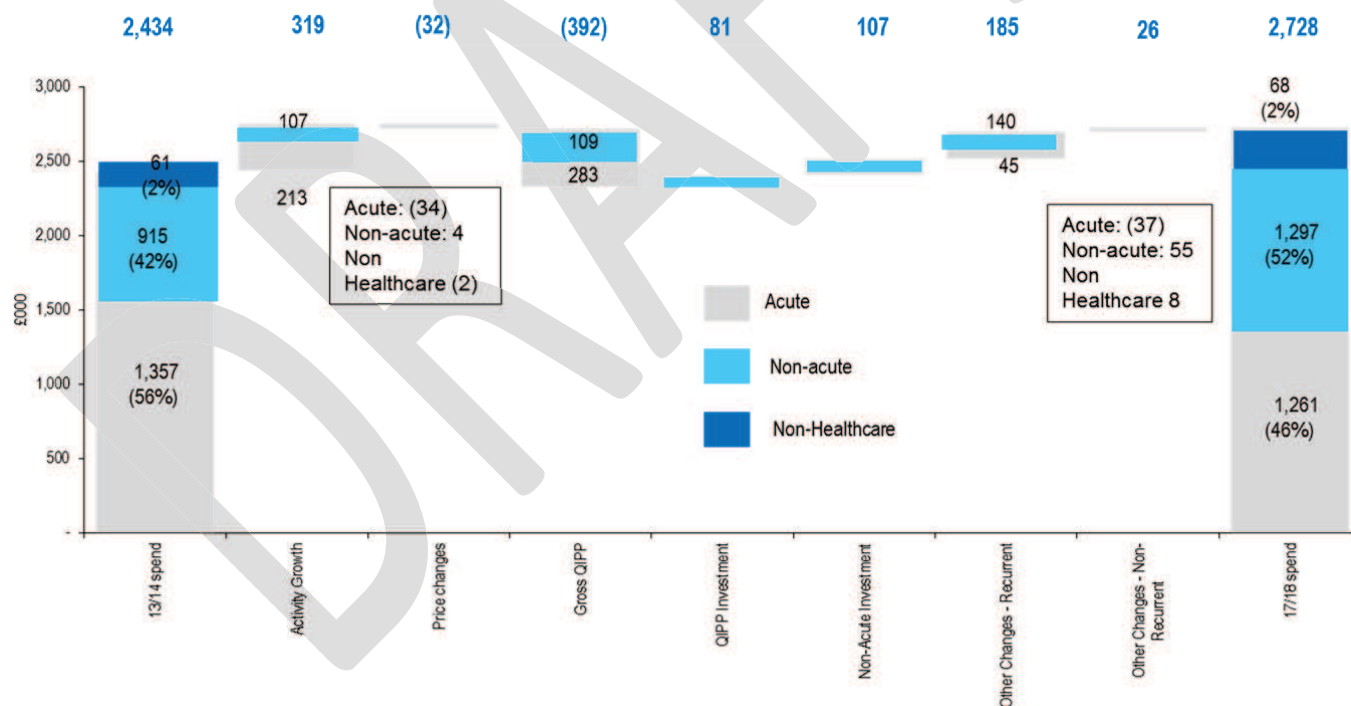 2,434 319 (32) (392) 81 107 185 26 2,728
£000
3,000
2,500
2,000
1,500
1,000
500
-
61
(2%)
915
(42%)
1,357
(56%)
107
213
Acute: (34)
Non-acute: 4
Non
Healthcare (2)
109
283
Acute
Non-acute
Non-Healthcare
140
45
Acute: (37)
Non-acute: 55
Non
Healthcare 8
68
(2%)
1,297
(52%)
1,261
(46%)
13/14 spend
Activity Growth
Price changes
Gross QIPP
QIPP Investment
Non-Acute Investment
Other Changes - Recurrent
Other Changes - Non-
Recurrent
17/18 spend